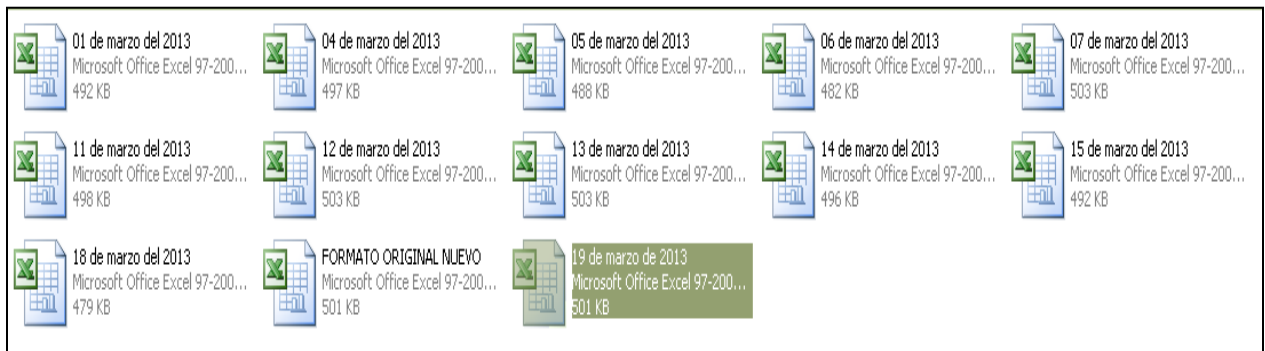 01 de marzo del 2013
Microsoft Office Excel 97-200...
492 KB
04 de marzo del 2013
Microsoft Office Excel 97-200...
497 KB
05 de marzo del 2013
Microsoft Office Excel 97-200...
488 KB
06 de marzo del 2013
Microsoft Office Excel 97-200...
482 KB
07 de marzo del 2013
Microsoft Office Excel 97-200...
503 KB
11 de marzo del 2013
Microsoft Office Excel 97-200...
498 KB
12 de marzo del 2013
Microsoft Office Excel 97-200...
503 KB
13 de marzo del 2013
Microsoft Office Excel 97-200...
503 KB
14 de marzo del 2013
Microsoft Office Excel 97-200...
496 KB
15 de marzo del 2013
Microsoft Office Excel 97-200...
492 KB
18 de marzo del 2013
Microsoft Office Excel 97-200...
479 KB
FORMATO ORIGINAL NUEVO
Microsoft Office Excel 97-200...
501 KB
19 de marzo de 2013
Microsoft Office Excel 97-200...
501 KB